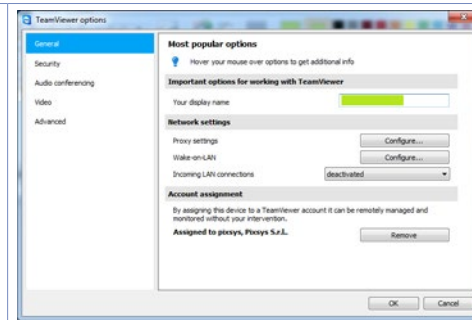 TeamViewer options
General
Security
Audio conferencing
Video
Advanced
Most popular options
Hover your mouse over options to get additional info
Important options for working with TeamViewer
Your display name
Network settings
Proxy settings
Configure...
Wake-on-LAN
Configure...
Incoming LAN connections
deactivated
Account assignment
By assigning this device to a TeamViewer account it can be remotely managed and
monitored without your intervention.
Assigned to pixsys, Pixsys S.r.L.
Remove
OK
Cancel